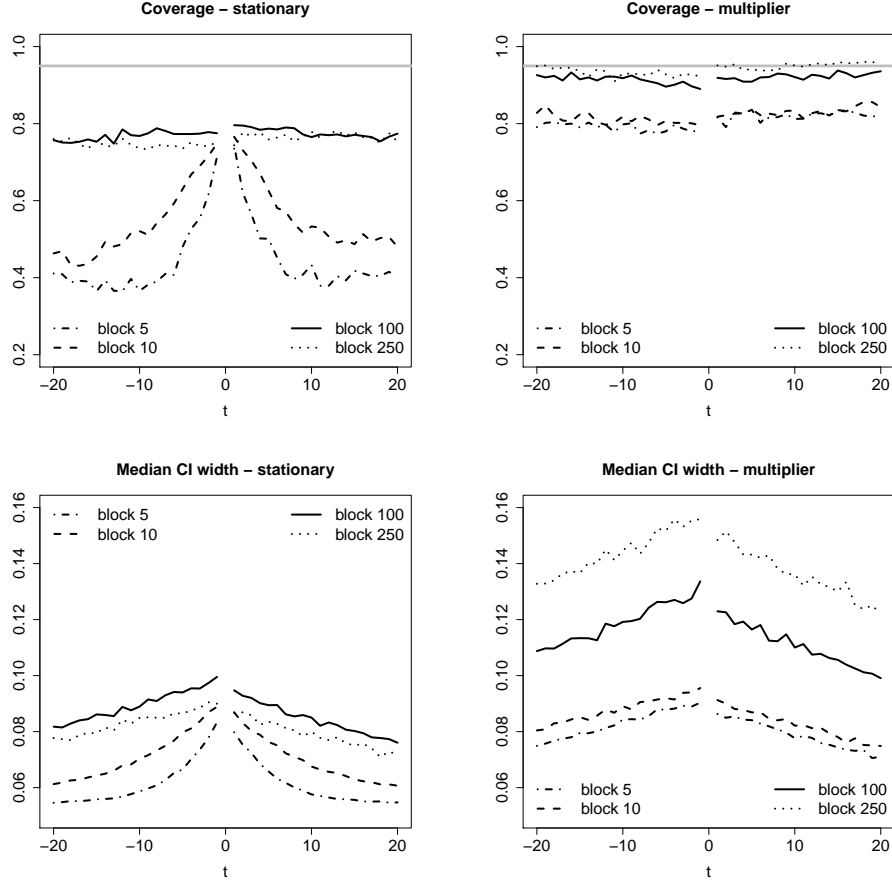 Coverage − stationary
1.0
0.8
0.6
0.4
0.2
block 5
block 10
block 100
block 250
−20 −10 0 10 20
t
Coverage − multiplier
1.0
0.8
0.6
0.4
0.2
block 5
block 10
block 100
block 250
−20 −10 0 10 20
t
Median CI width − stationary
0.16
0.14
0.12
0.10
0.08
0.06
block 5
block 10
block 100
block 250
−20 −10 0 10 20
t
Median CI width − multiplier
0.16
0.14
0.12
0.10
0.08
0.06
block 5
block 10
block 100
block 250
−20 −10 0 10 20
t